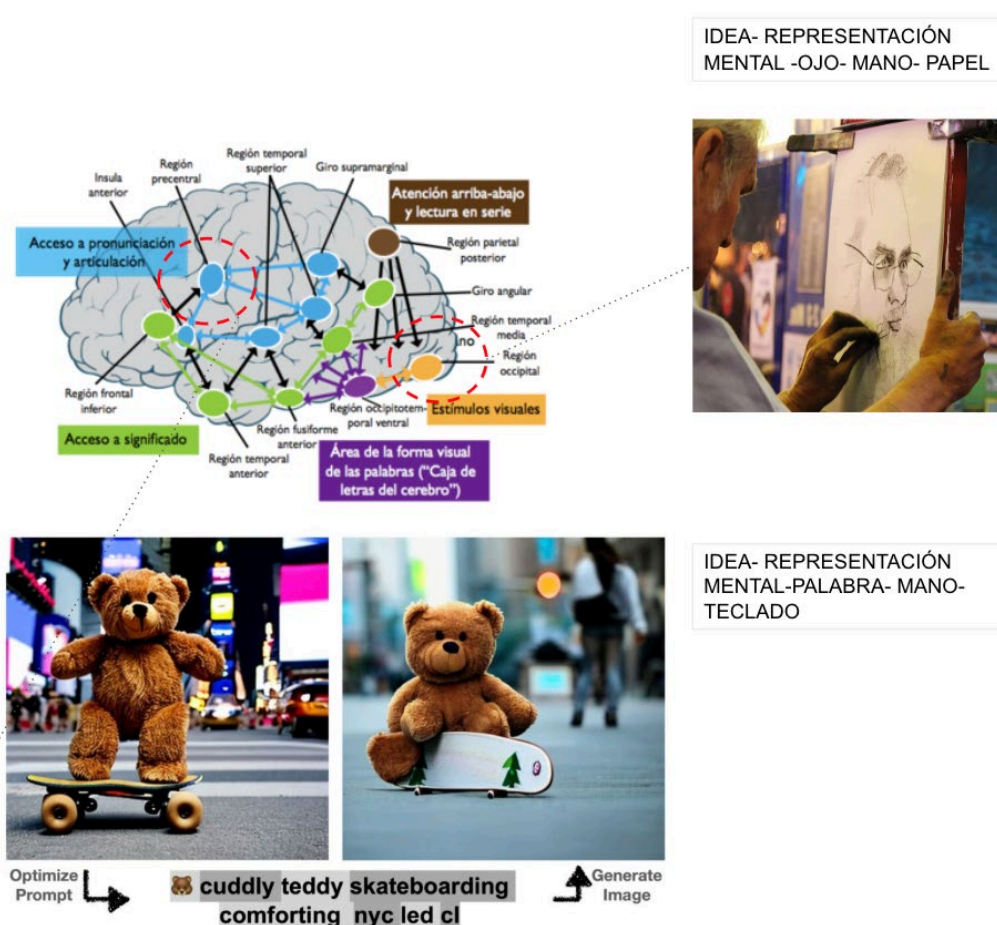 IDEA- REPRESENTACIÓN
MENTAL -OJO- MANO- PAPEL
Insula
anterior
Región
precentral
Región temporal
superior
Giro supramarginal
Atención arriba-abajo
y lectura en serie
Acceso a pronunciación
y articulación
Región parietal
posterior
Giro angular
Región temporal
media
no
Región
occipital
Región frontal
inferior
Región occipitotem-
poral ventral
Estímulos visuales
Acceso a significado
Región fusiforme
anterior
Región temporal
anterior
Área de la forma visual
de las palabras ("Caja de
letras del cerebro")
IDEA- REPRESENTACIÓN
MENTAL-PALABRA- MANO-
TECLADO
Optimize
Prompt
🧸 cuddly teddy skateboarding
comforting nyc led cl
Generate
Image